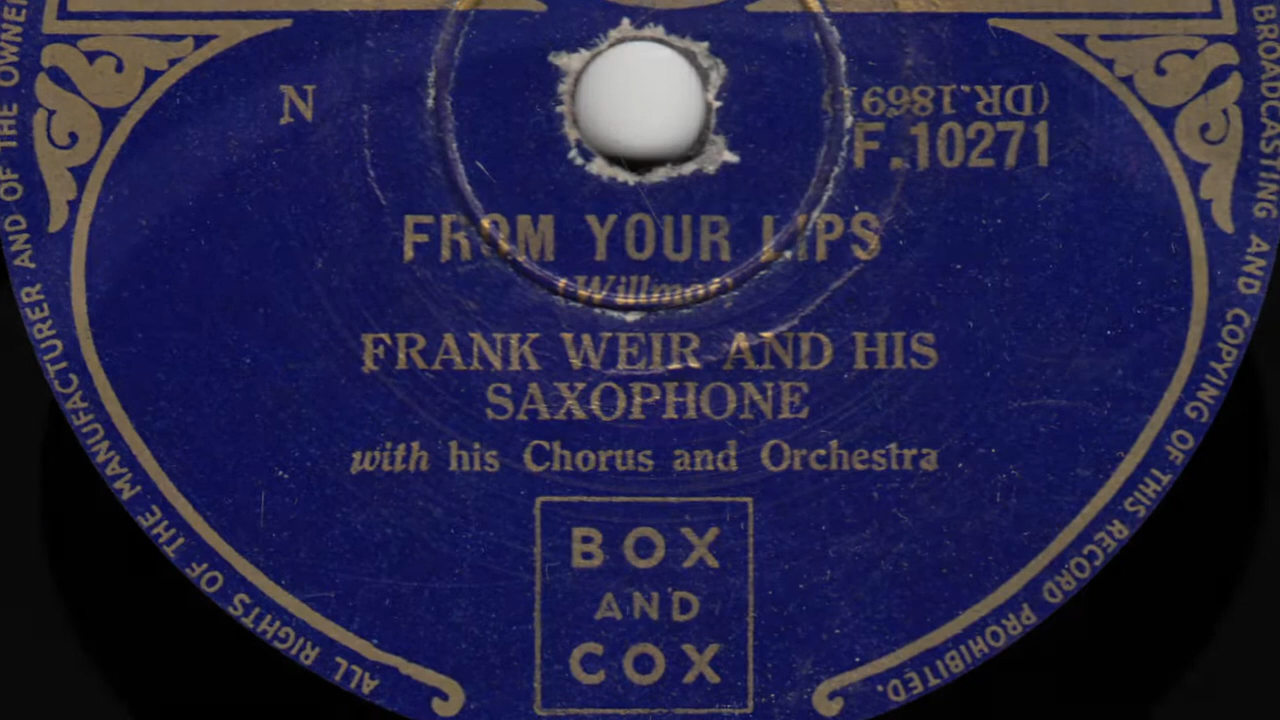 N
(DR.1869
F.10271
FROM YOUR LIPS
(Willmot)
FRANK WEIR AND HIS
SAXOPHONE
with his Chorus and Orchestra
BOX
AND
COX
ALL RIGHTS OF THE MANUFACTURER AND OF THE OWNER
BROADCASTING AND COPYING OF THIS RECORD PROHIBITED.